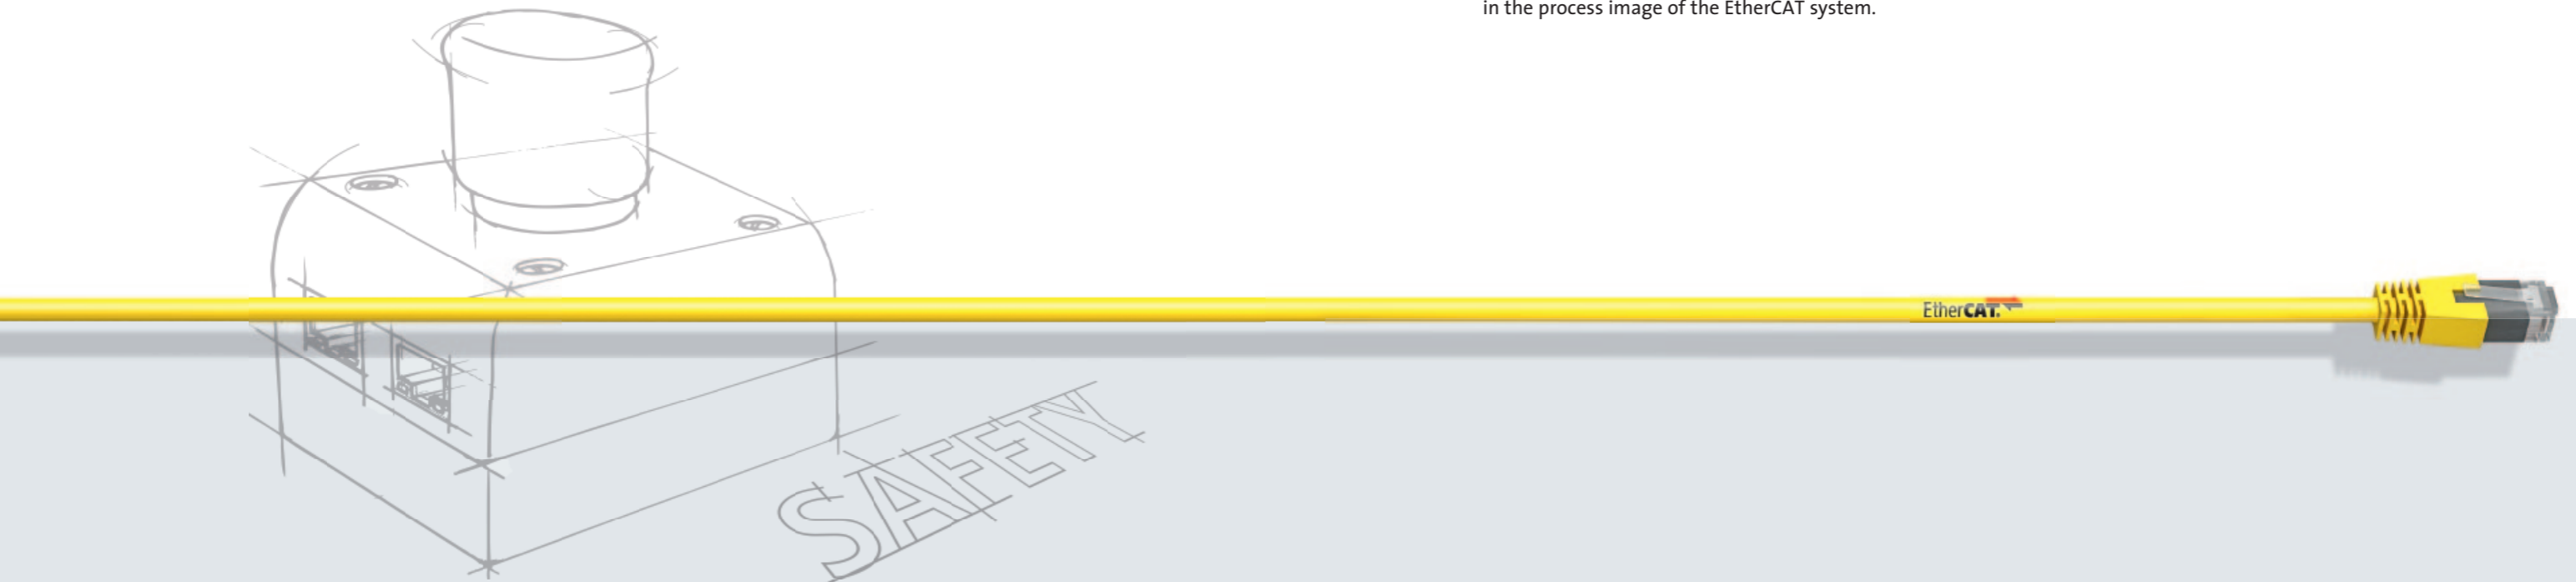 in the process image of the EtherCAT system.
EtherCAT.
SAFETY